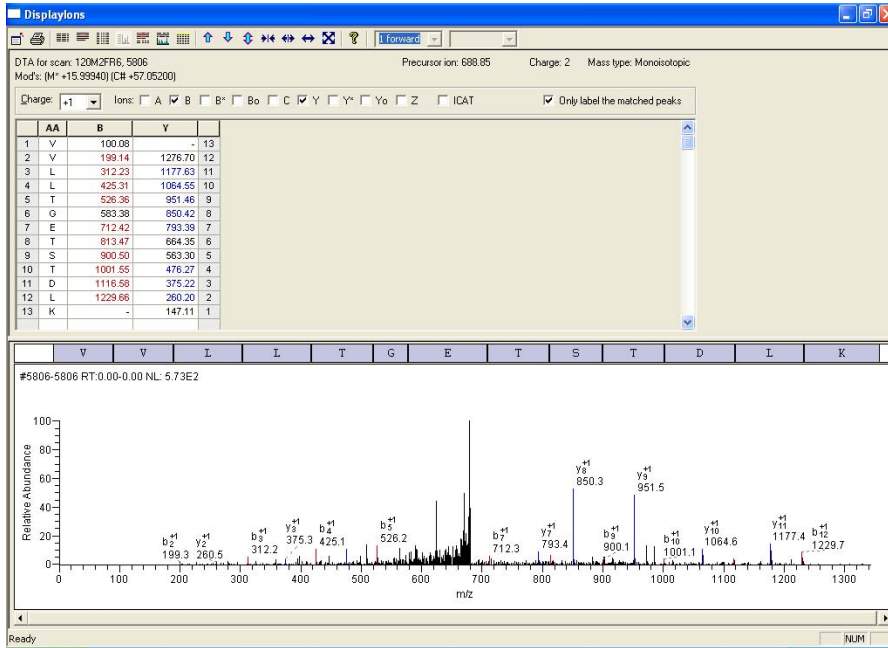 DisplayIons
1 forward
DTA for scan: 120M2FR6, 5806 Precursor ion: 688.85 Charge: 2 Mass type: Monoisotopic
Mod's: (M* +15.99940) (C# +57.05200)
Charge: +1 Ions: A B B* Bo C Y Y* Yo Z ICAT Only label the matched peaks
AA B Y
1 V 100.08 - 13
2 V 199.14 1276.70 12
3 L 312.23 1177.63 11
4 L 425.31 1064.55 10
5 T 526.36 951.46 9
6 G 583.38 850.42 8
7 E 712.42 793.39 7
8 T 813.47 664.35 6
9 S 900.50 563.30 5
10 T 1001.55 476.27 4
11 D 1116.58 375.22 3
12 L 1229.66 260.20 2
13 K - 147.11 1
V V L L T G E T S T D L K
#5806-5806 RT:0.00-0.00 NL: 5.73E2
Relative Abundance
100
80
60
40
20
0
y8+1
850.3
y9+1
951.5
b2+1
199.3
y2+1
260.5
b3+1
312.2
y3+1
375.3
b4+1
425.1
b5+1
526.2
b7+1
712.3
y7+1
793.4
b9+1
900.1
b10+1
1001.1
y10+1
1064.6
y11+1
1177.4
b12+1
1229.7
0 100 200 300 400 500 600 700 800 900 1000 1100 1200 1300
m/z
Ready NUM